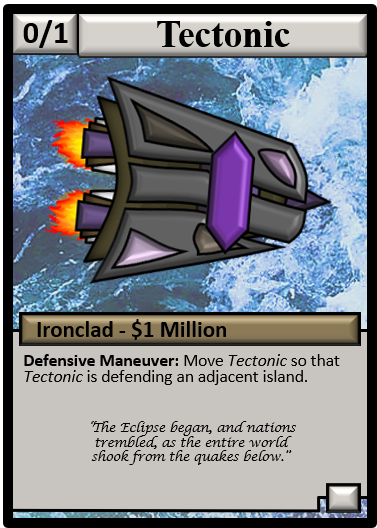 0/1 Tectonic
Ironclad - $1 Million
Defensive Maneuver: Move Tectonic so that
Tectonic is defending an adjacent island.
"The Eclipse began, and nations
trembled, as the entire world
shook from the quakes below."